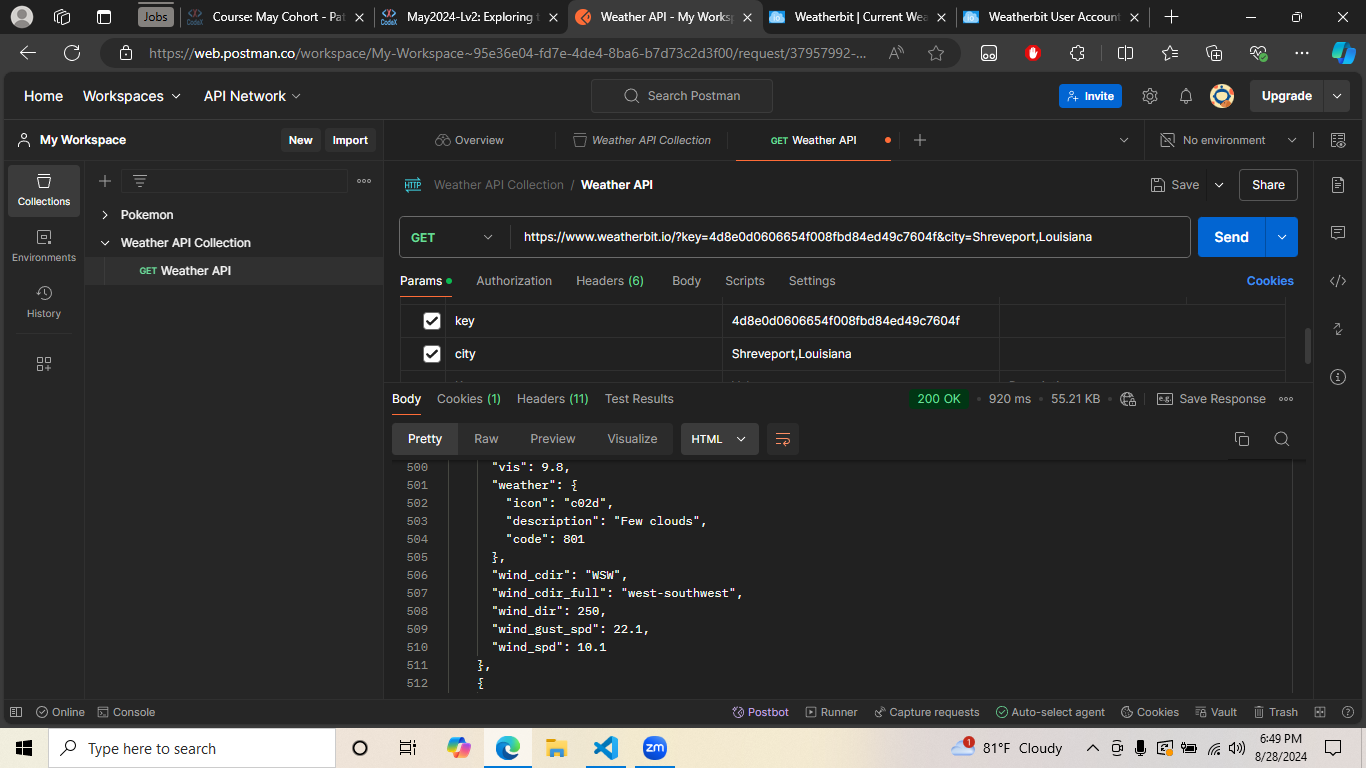 Jobs
Course: May Cohort - Pat
May2024-Lv2: Exploring t
Weather API - My Worksp
Weatherbit | Current Wea
Weatherbit User Account
https://web.postman.co/workspace/My-Workspace~95e36e04-fd7e-4de4-8ba6-b7d73c2d3f00/request/37957992-...
Home Workspaces API Network
Search Postman
Invite
Upgrade
My Workspace New Import
Overview Weather API Collection GET Weather API
No environment
Collections
Environments
History
Pokemon
Weather API Collection
GET Weather API
HTTP Weather API Collection / Weather API
Save Share
GET https://www.weatherbit.io/?key=4d8e0d0606654f008fbd84ed49c7604f&city=Shreveport,Louisiana Send
Params Authorization Headers (6) Body Scripts Settings Cookies
key 4d8e0d0606654f008fbd84ed49c7604f
city Shreveport,Louisiana
Body Cookies (1) Headers (11) Test Results 200 OK 920 ms 55.21 KB e.g. Save Response
Pretty Raw Preview Visualize HTML
500 "vis": 9.8,
501 "weather": {
502 "icon": "c02d",
503 "description": "Few clouds",
504 "code": 801
505 },
506 "wind_cdir": "WSW",
507 "wind_cdir_full": "west-southwest",
508 "wind_dir": 250,
509 "wind_gust_spd": 22.1,
510 "wind_spd": 10.1
511 },
512 {
Online Console Postbot Runner Capture requests Auto-select agent Cookies Vault Trash
Type here to search
zm
1
81°F Cloudy
6:49 PM
8/28/2024